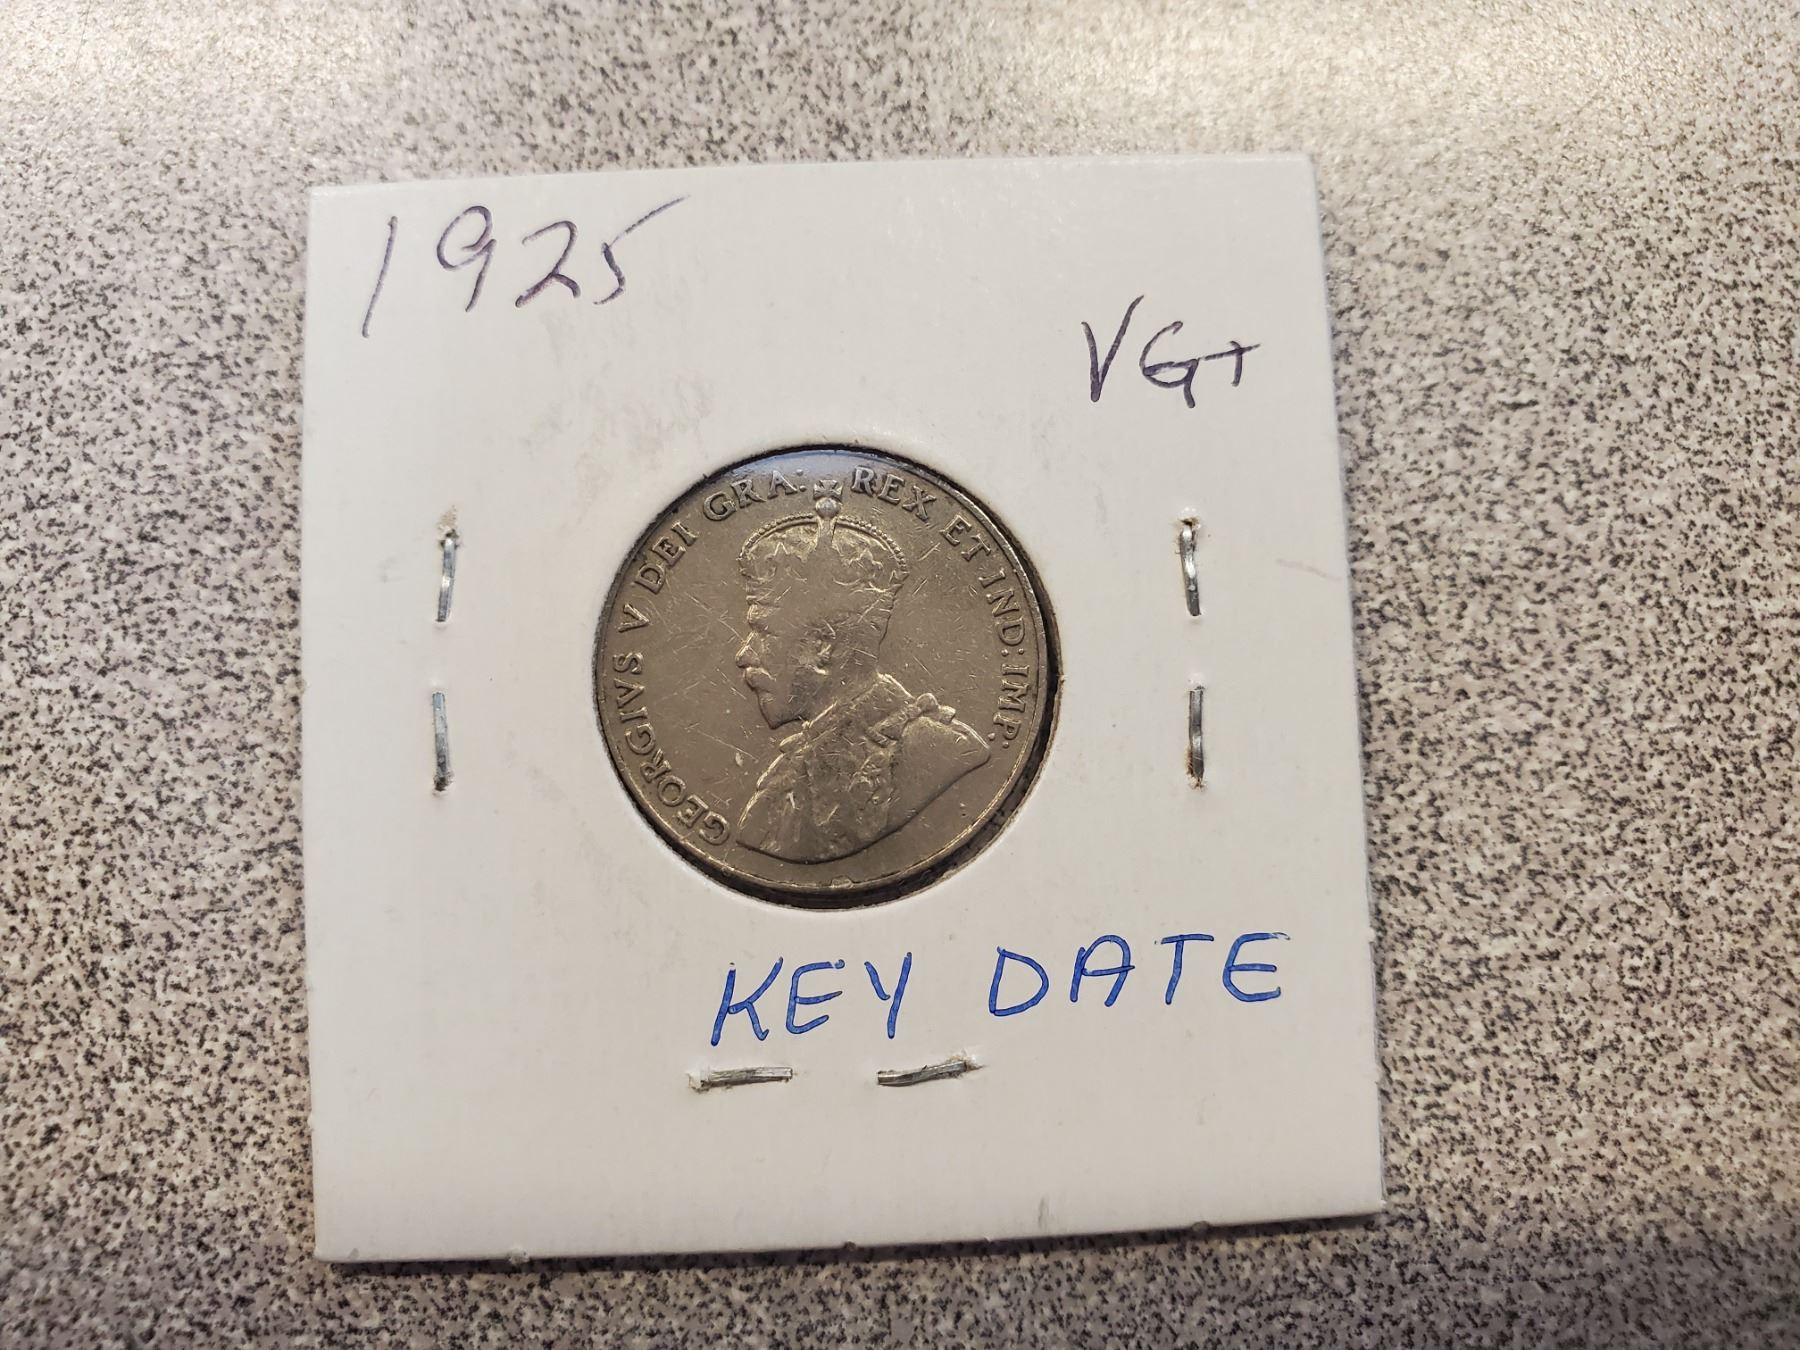 1925
VG+
GEORGIVS V DEI GRA: REX ET IND: IMP:
KEY DATE